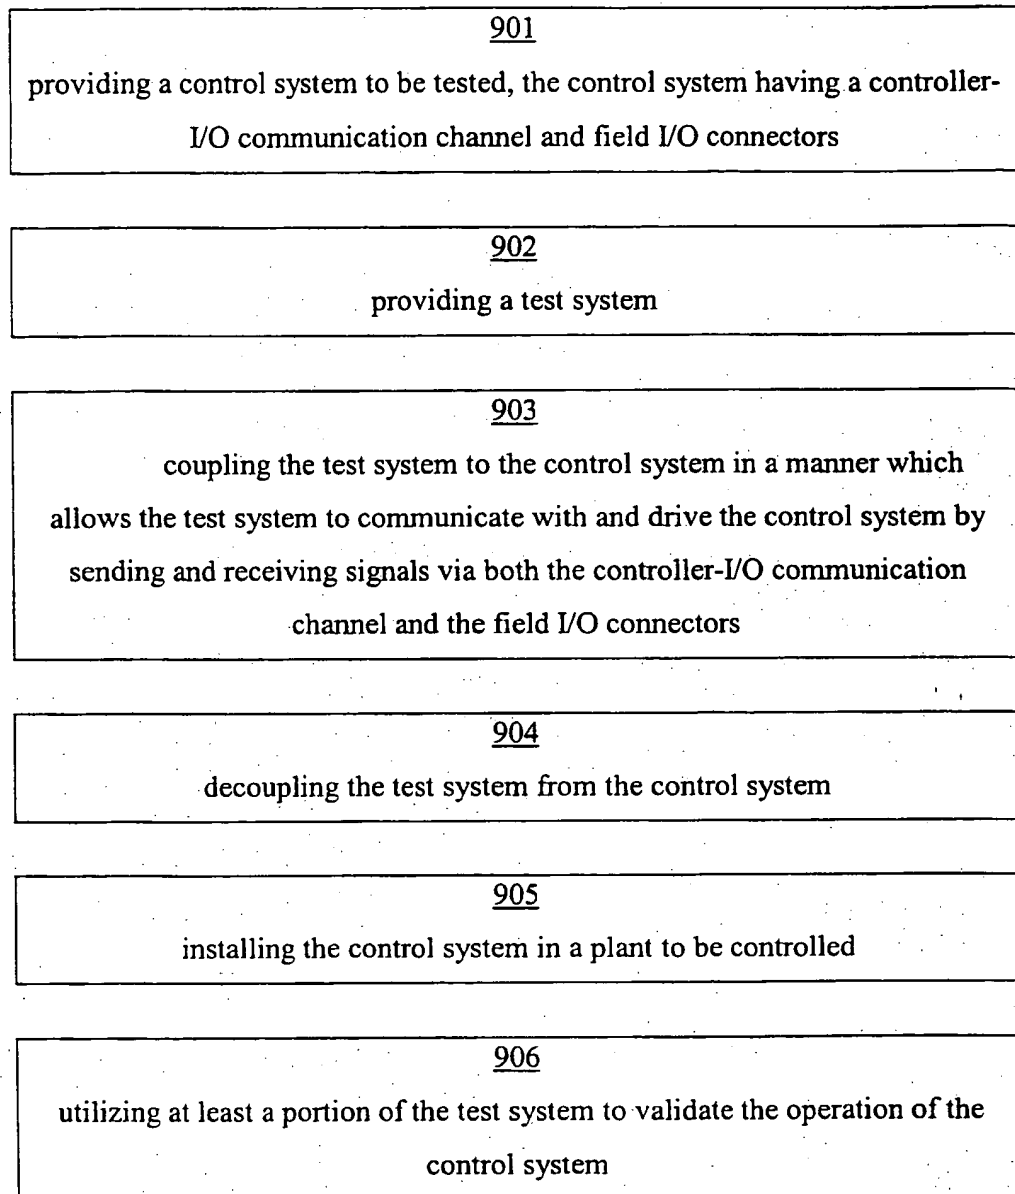 901
providing a control system to be tested, the control system having a controller-
I/O communication channel and field I/O connectors
902
providing a test system
903
coupling the test system to the control system in a manner which
allows the test system to communicate with and drive the control system by
sending and receiving signals via both the controller-I/O communication
channel and the field I/O connectors
904
decoupling the test system from the control system
905
installing the control system in a plant to be controlled
906
utilizing at least a portion of the test system to validate the operation of the
control system